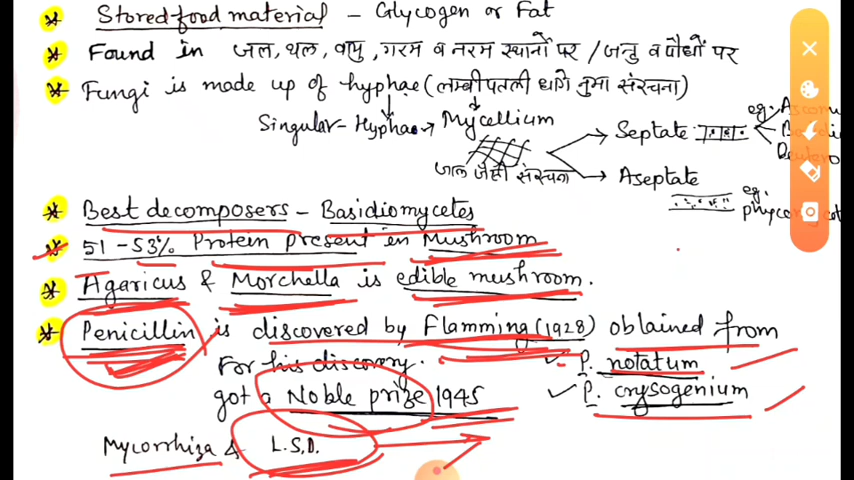 Stored food material - Glycogen or Fat
Found in जल, थल, वायु, गरम व नरम स्थानों पर / जन्तु व पौधों पर
Fungi is made up of hyphae (लम्बी पतली धागे नुमा संरचना)
Singular - Hyphae → Mycellium
जाल जैसी संरचना
Septate eg:
Aseptate eg.
Best decomposers - Basidiomycetes
51 - 53% Protein present in Mushroom
Agaricus & Morchella is edible mushroom.
Penicillin is discovered by Flamming (1928) obtained from
For his discovery. P. notatum
got a Noble prize 1945 P. crysogenium
Mycorrhiza & L.S.D.